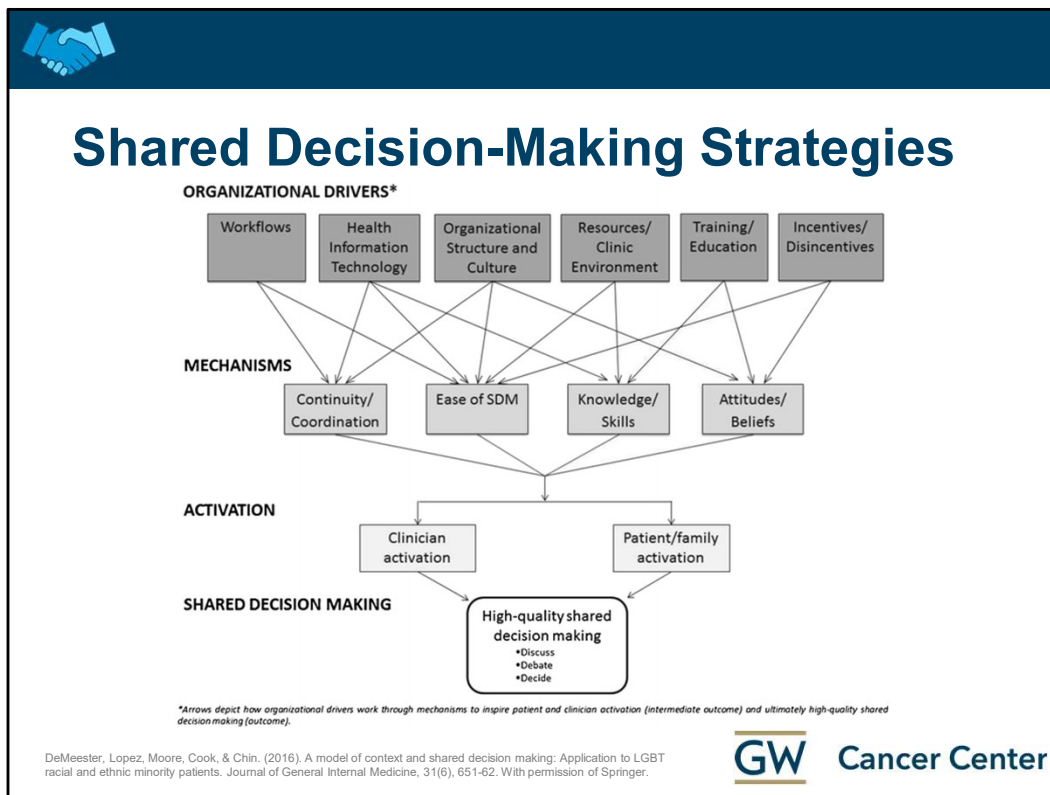 Shared Decision-Making Strategies
ORGANIZATIONAL DRIVERS*
Workflows
Health
Information
Technology
Organizational
Structure and
Culture
Resources/
Clinic
Environment
Training/
Education
Incentives/
Disincentives
MECHANISMS
Continuity/
Coordination
Ease of SDM
Knowledge/
Skills
Attitudes/
Beliefs
ACTIVATION
Clinician
activation
Patient/family
activation
SHARED DECISION MAKING
High-quality shared
decision making
•Discuss
•Debate
•Decide
*Arrows depict how organizational drivers work through mechanisms to inspire patient and clinician activation (intermediate outcome) and ultimately high-quality shared
decision making (outcome).
DeMeester, Lopez, Moore, Cook, & Chin. (2016). A model of context and shared decision making: Application to LGBT
racial and ethnic minority patients. Journal of General Internal Medicine, 31(6), 651-62. With permission of Springer.
GW Cancer Center